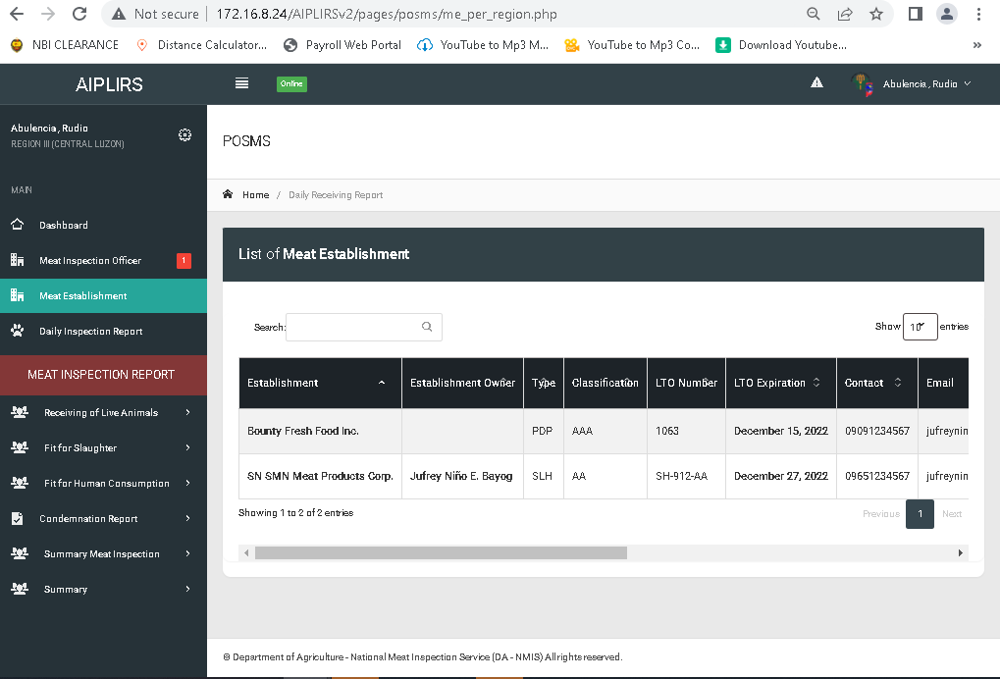 Not secure | 172.16.8.24/AIPLIRSv2/pages/posms/me_per_region.php
NBI CLEARANCE Distance Calculator... Payroll Web Portal YouTube to Mp3 M... YouTube to Mp3 Co... Download Youtube... »
AIPLIRS Online Abulencia, Rudio
Abulencia, Rudio
REGION III (CENTRAL LUZON)
POSMS
MAIN
Home / Daily Receiving Report
Dashboard
Meat Inspection Officer 1
Meat Establishment
Daily Inspection Report
MEAT INSPECTION REPORT
Receiving of Live Animals
Fit for Slaughter
Fit for Human Consumption
Condemnation Report
Summary Meat Inspection
Summary
List of Meat Establishment
Search: Show 10 entries
Establishment Establishment Owner Type Classification LTO Number LTO Expiration Contact Email
Bounty Fresh Food Inc. PDP AAA 1063 December 15, 2022 09091234567 jufreynin
SN SMN Meat Products Corp. Jufrey Niño E. Bayog SLH AA SH-912-AA December 27, 2022 09651234567 jufreynin
Showing 1 to 2 of 2 entries Previous 1 Next
© Department of Agriculture - National Meat Inspection Service (DA - NMIS) All rights reserved.